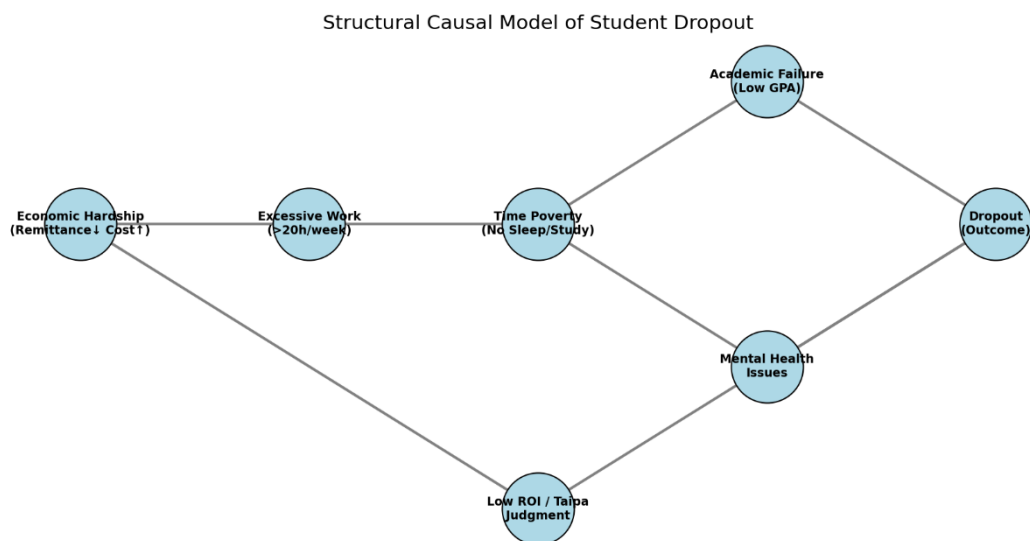 Structural Causal Model of Student Dropout
Academic Failure
(Low GPA)
Economic Hardship
(Remittance↓ Cost↑)
Excessive Work
(>20h/week)
Time Poverty
(No Sleep/Study)
Dropout
(Outcome)
Mental Health
Issues
Low ROI / Taipa
Judgment